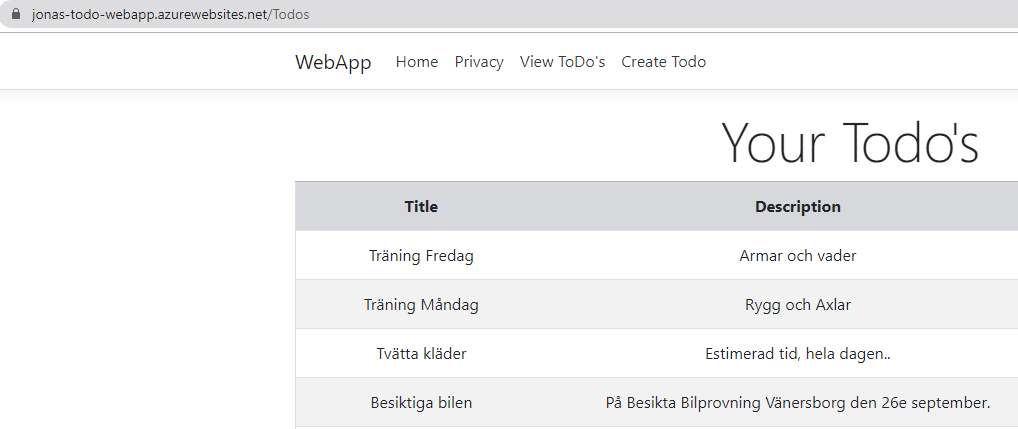 jonas-todo-webapp.azurewebsites.net/Todos
WebApp Home Privacy View ToDo's Create Todo
Your Todo's
Title Description
Träning Fredag Armar och vader
Träning Måndag Rygg och Axlar
Tvätta kläder Estimerad tid, hela dagen..
Besiktiga bilen På Besikta Bilprovning Vänersborg den 26e september.